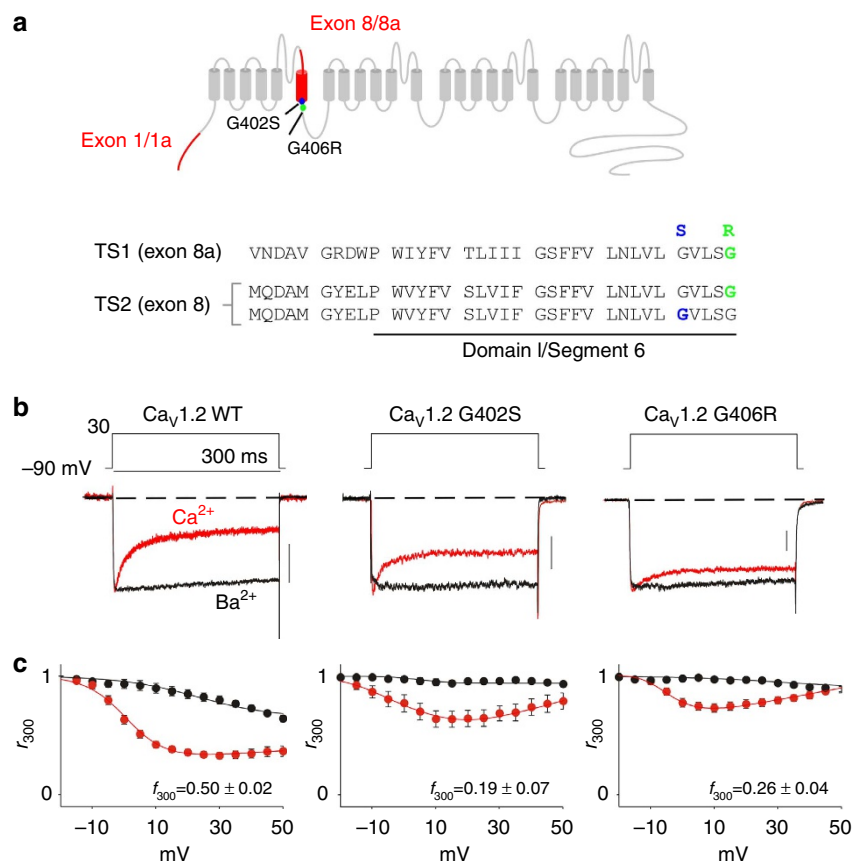 a
Exon 8/8a
G402S
G406R
Exon 1/1a
S R
TS1 (exon 8a) VNDAV GRDWP WIYFV TLIII GSFFV LNLVL GVLSG
TS2 (exon 8)
MQDAM GYELP WVYFV SLVIF GSFFV LNLVL GVLSG
MQDAM GYELP WVYFV SLVIF GSFFV LNLVL GVLSG
Domain I/Segment 6
b
CaV1.2 WT CaV1.2 G402S CaV1.2 G406R
30
300 ms
−90 mV
Ca2+
Ba2+
c
1 1 1
r300 r300 r300
0 0 0
f300=0.50 ± 0.02 f300=0.19 ± 0.07 f300=0.26 ± 0.04
−10 10 30 50 −10 10 30 50 −10 10 30 50
mV mV mV